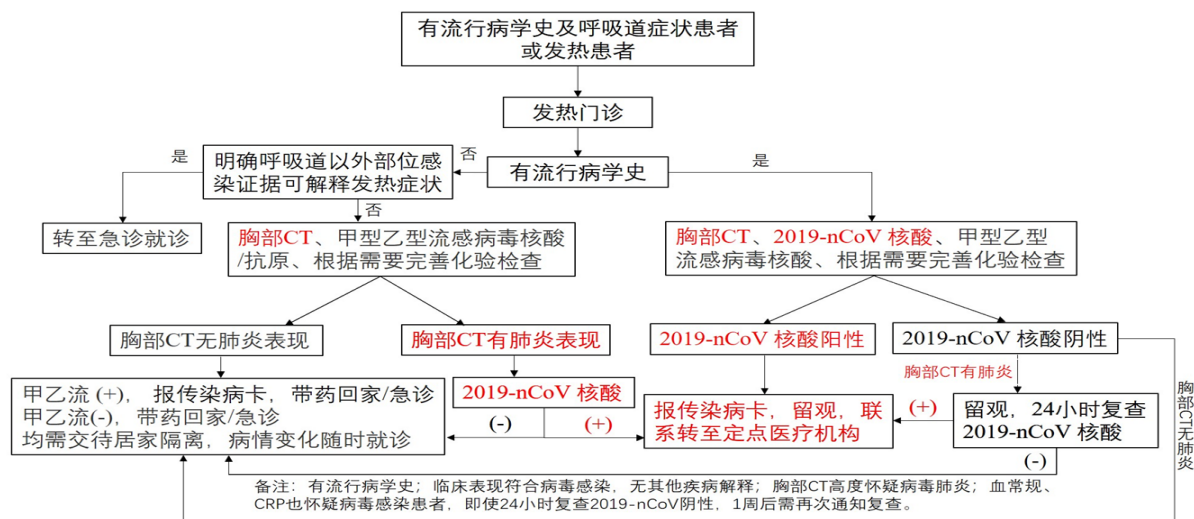 有流行病学史及呼吸道症状患者
或发热患者
发热门诊
是
明确呼吸道以外部位感
染证据可解释发热症状
否
有流行病学史
是
转至急诊就诊
否
胸部CT、甲型乙型流感病毒核酸
/抗原、根据需要完善化验检查
胸部CT、2019-nCoV 核酸、甲型乙型
流感病毒核酸、根据需要完善化验检查
胸部CT无肺炎表现
胸部CT有肺炎表现
2019-nCoV 核酸阳性
2019-nCoV 核酸阴性
胸部CT有肺炎
胸部CT无肺炎
甲乙流 (+)，报传染病卡，带药回家/急诊
甲乙流(-)，带药回家/急诊
均需交待居家隔离，病情变化随时就诊
2019-nCoV 核酸
(-)
(+)
报传染病卡，留观，联
系转至定点医疗机构
(+)
留观，24小时复查
2019-nCoV 核酸
(-)
备注：有流行病学史；临床表现符合病毒感染，无其他疾病解释；胸部CT高度怀疑病毒肺炎；血常规、
CRP也怀疑病毒感染患者，即使24小时复查2019-nCoV阴性，1周后需再次通知复查。